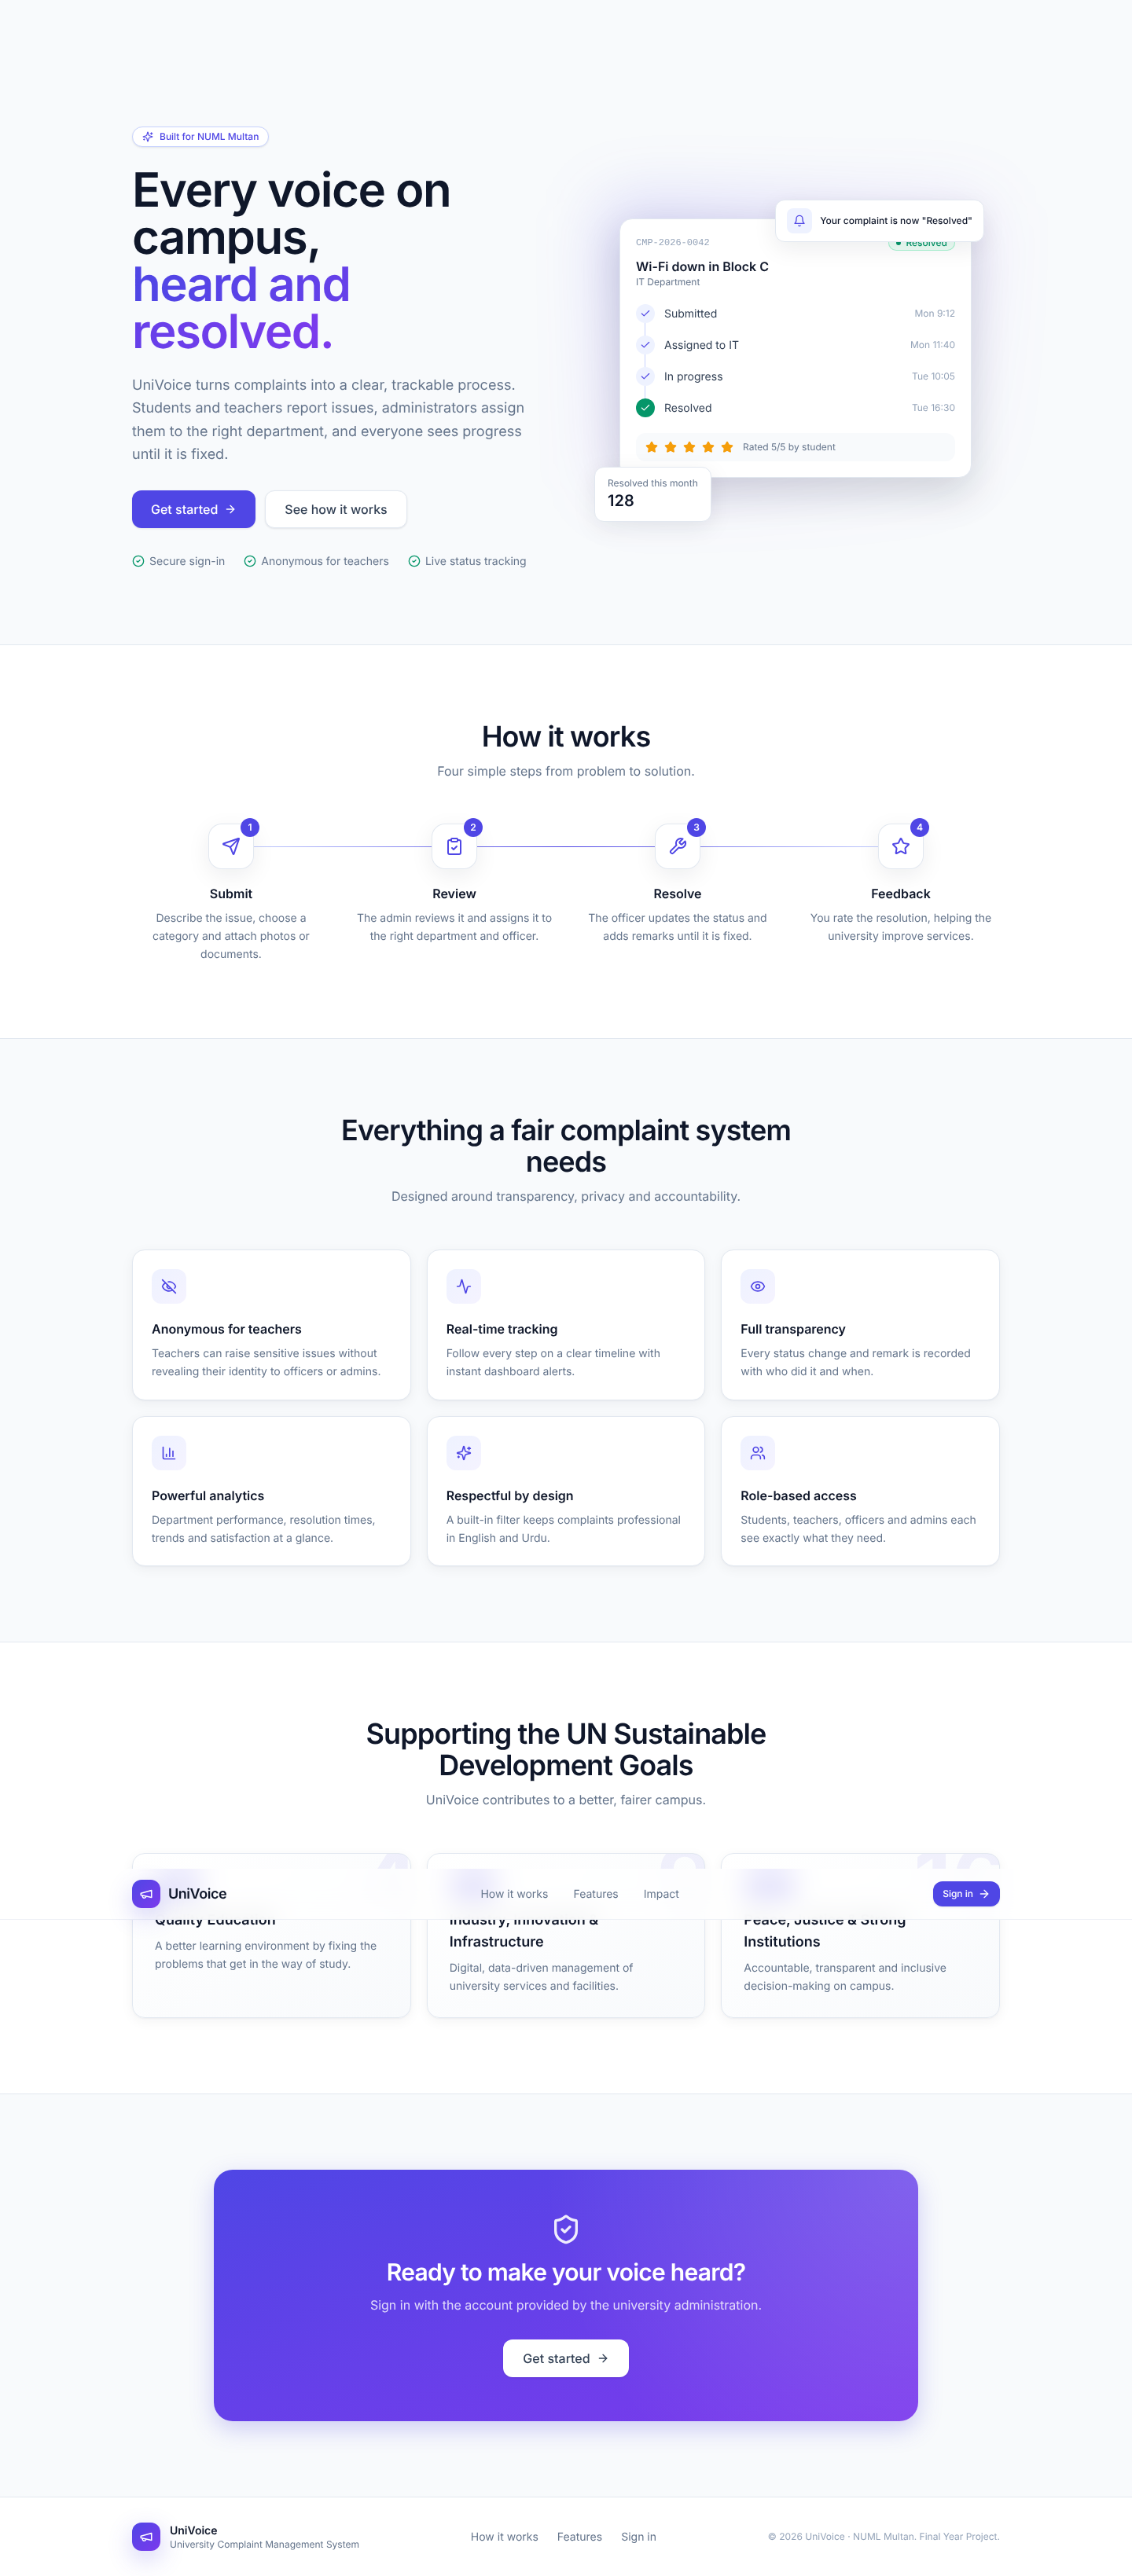 Built for NUML Multan
Every voice on
campus,
heard and
resolved.
UniVoice turns complaints into a clear, trackable process.
Students and teachers report issues, administrators assign
them to the right department, and everyone sees progress
until it is fixed.
Get started
See how it works
Secure sign-in
Anonymous for teachers
Live status tracking
Your complaint is now "Resolved"
CMP-2026-0042
Resolved
Wi-Fi down in Block C
IT Department
Submitted
Mon 9:12
Assigned to IT
Mon 11:40
In progress
Tue 10:05
Resolved
Tue 16:30
Rated 5/5 by student
Resolved this month
128
How it works
Four simple steps from problem to solution.
1
Submit
Describe the issue, choose a
category and attach photos or
documents.
2
Review
The admin reviews it and assigns it to
the right department and officer.
3
Resolve
The officer updates the status and
adds remarks until it is fixed.
4
Feedback
You rate the resolution, helping the
university improve services.
Everything a fair complaint system
needs
Designed around transparency, privacy and accountability.
Anonymous for teachers
Teachers can raise sensitive issues without
revealing their identity to officers or admins.
Real-time tracking
Follow every step on a clear timeline with
instant dashboard alerts.
Full transparency
Every status change and remark is recorded
with who did it and when.
Powerful analytics
Department performance, resolution times,
trends and satisfaction at a glance.
Respectful by design
A built-in filter keeps complaints professional
in English and Urdu.
Role-based access
Students, teachers, officers and admins each
see exactly what they need.
Supporting the UN Sustainable
Development Goals
UniVoice contributes to a better, fairer campus.
UniVoice
How it works
Features
Impact
Sign in
Quality Education
A better learning environment by fixing the
problems that get in the way of study.
Industry, Innovation &
Infrastructure
Digital, data-driven management of
university services and facilities.
Peace, Justice & Strong
Institutions
Accountable, transparent and inclusive
decision-making on campus.
Ready to make your voice heard?
Sign in with the account provided by the university administration.
Get started
UniVoice
University Complaint Management System
How it works
Features
Sign in
© 2026 UniVoice · NUML Multan. Final Year Project.